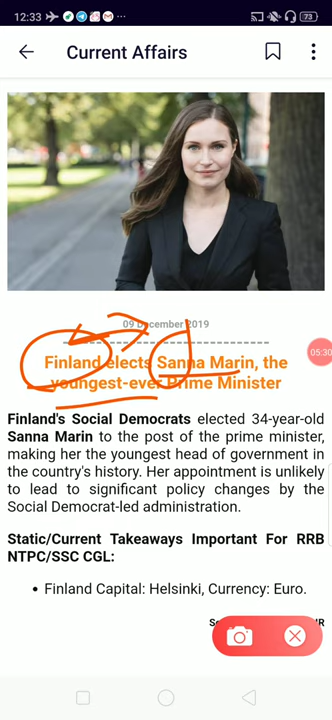 12:33
73
Current Affairs
09 December 2019
Finland elects Sanna Marin, the
youngest-ever Prime Minister
05:30
Finland's Social Democrats elected 34-year-old
Sanna Marin to the post of the prime minister,
making her the youngest head of government in
the country's history. Her appointment is unlikely
to lead to significant policy changes by the
Social Democrat-led administration.
Static/Current Takeaways Important For RRB
NTPC/SSC CGL:
• Finland Capital: Helsinki, Currency: Euro.